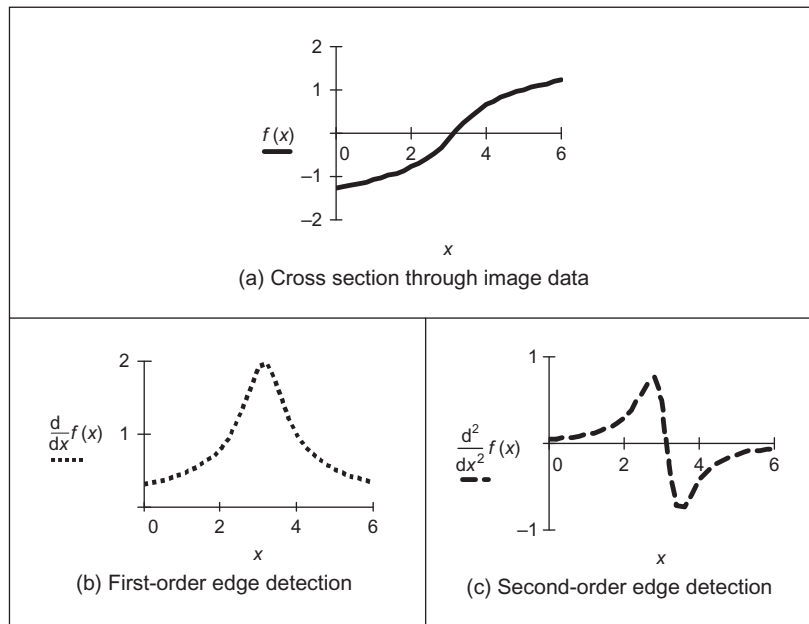 2
1
f (x)
0 2 4 6
–1
–2
x
(a) Cross section through image data
2
d/dx f (x)
1
0 2 4 6
x
(b) First-order edge detection
1
d²/dx² f (x)
0 2 4 6
–1
x
(c) Second-order edge detection